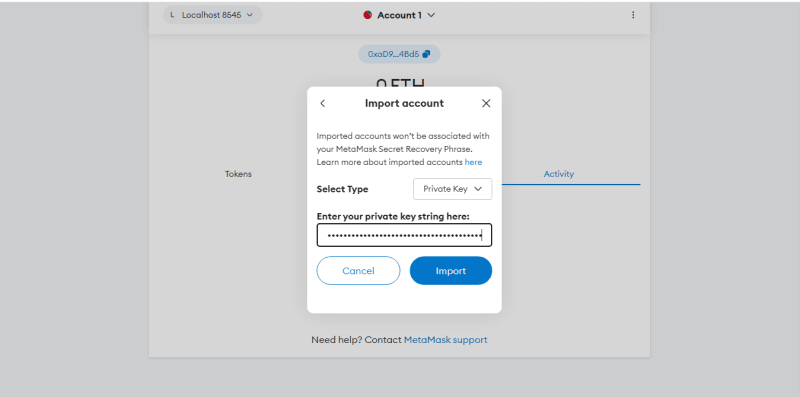 L Localhost 8545 Account 1
0xaD9...4Bd5
0 ETH
Import account
Imported accounts won't be associated with
your MetaMask Secret Recovery Phrase.
Learn more about imported accounts here
Tokens Activity
Select Type Private Key
Enter your private key string here:
Cancel Import
Need help? Contact MetaMask support